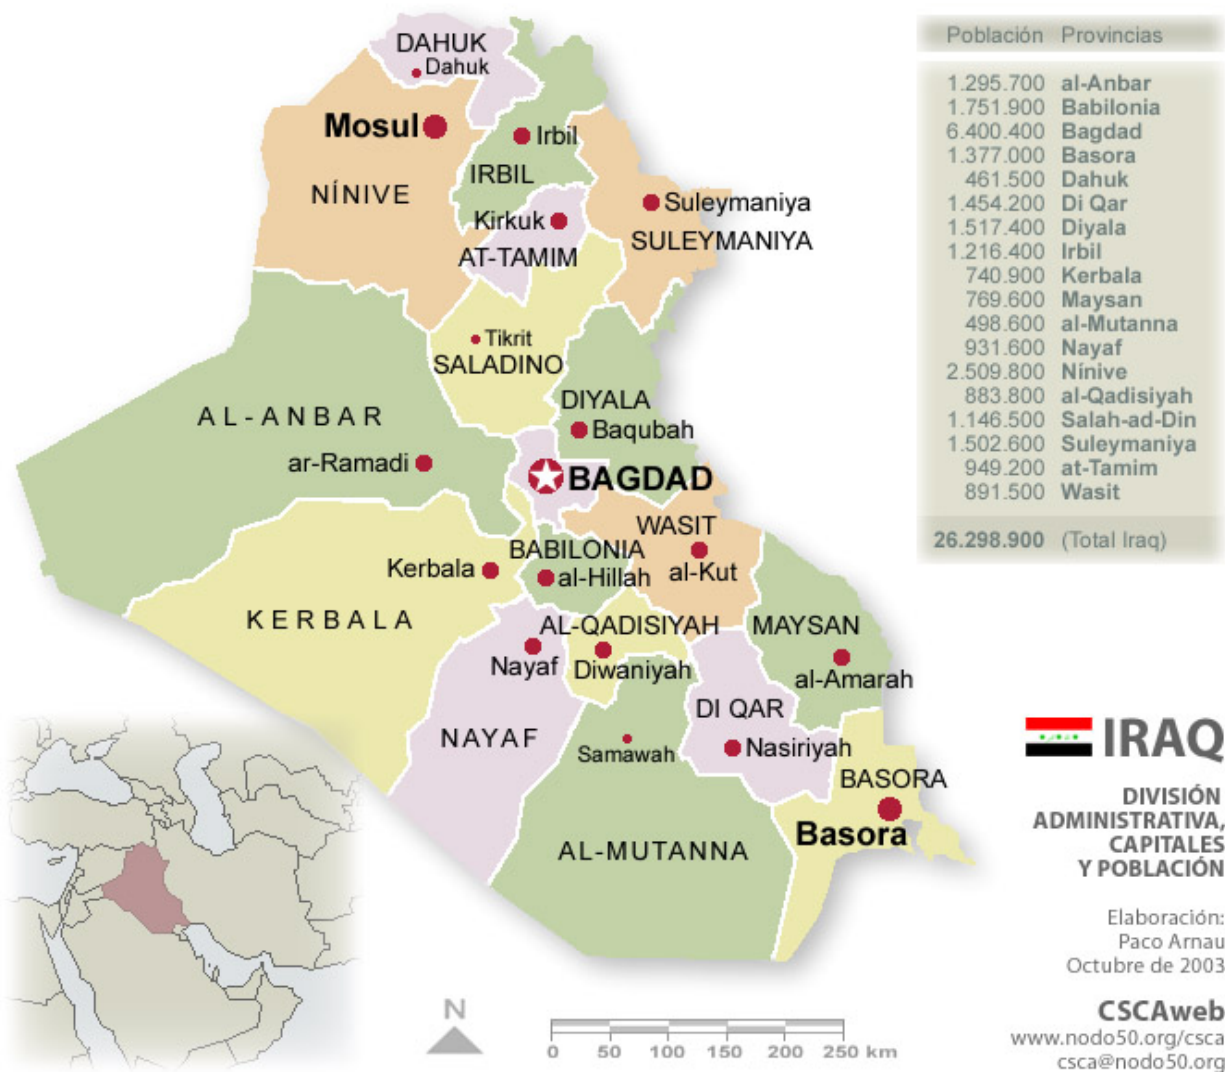 DAHUK
Dahuk
Mosul
Irbil
IRBIL
NÍNIVE
Kirkuk
AT-TAMIM
Suleymaniya
SULEYMANIYA
Tikrit
SALADINO
AL-ANBAR
ar-Ramadi
DIYALA
Baqubah
BAGDAD
WASIT
al-Kut
BABILONIA
al-Hillah
Kerbala
KERBALA
AL-QADISIYAH
Diwaniyah
Nayaf
NAYAF
MAYSAN
al-Amarah
DI QAR
Nasiriyah
Samawah
AL-MUTANNA
BASORA
Basora
Población Provincias
1.295.700 al-Anbar
1.751.900 Babilonia
6.400.400 Bagdad
1.377.000 Basora
461.500 Dahuk
1.454.200 Di Qar
1.517.400 Diyala
1.216.400 Irbil
740.900 Kerbala
769.600 Maysan
498.600 al-Mutanna
931.600 Nayaf
2.509.800 Nínive
883.800 al-Qadisiyah
1.146.500 Salah-ad-Din
1.502.600 Suleymaniya
949.200 at-Tamim
891.500 Wasit
26.298.900 (Total Iraq)
IRAQ
DIVISIÓN
ADMINISTRATIVA,
CAPITALES
Y POBLACIÓN
Elaboración:
Paco Arnau
Octubre de 2003
CSCAweb
www.nodo50.org/csca
csca@nodo50.org
N
0 50 100 150 200 250 km